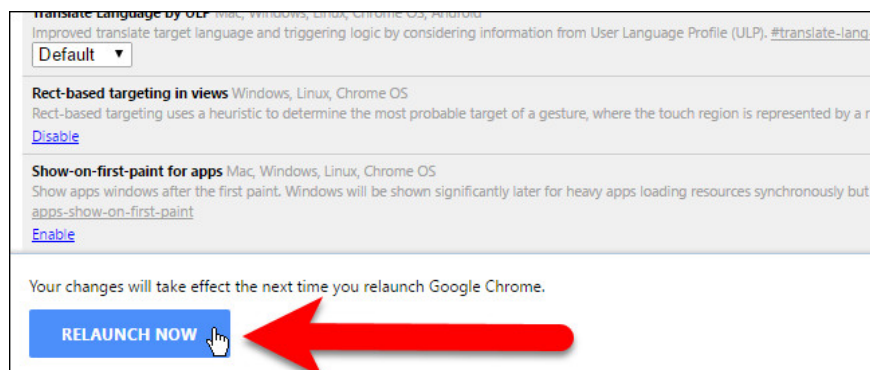 Translate Language by ULP Mac, Windows, Linux, Chrome OS, Android
Improved translate target language and triggering logic by considering information from User Language Profile (ULP). #translate-lang
Default
Rect-based targeting in views Windows, Linux, Chrome OS
Rect-based targeting uses a heuristic to determine the most probable target of a gesture, where the touch region is represented by a r
Disable
Show-on-first-paint for apps Mac, Windows, Linux, Chrome OS
Show apps windows after the first paint. Windows will be shown significantly later for heavy apps loading resources synchronously but
apps-show-on-first-paint
Enable
Your changes will take effect the next time you relaunch Google Chrome.
RELAUNCH NOW